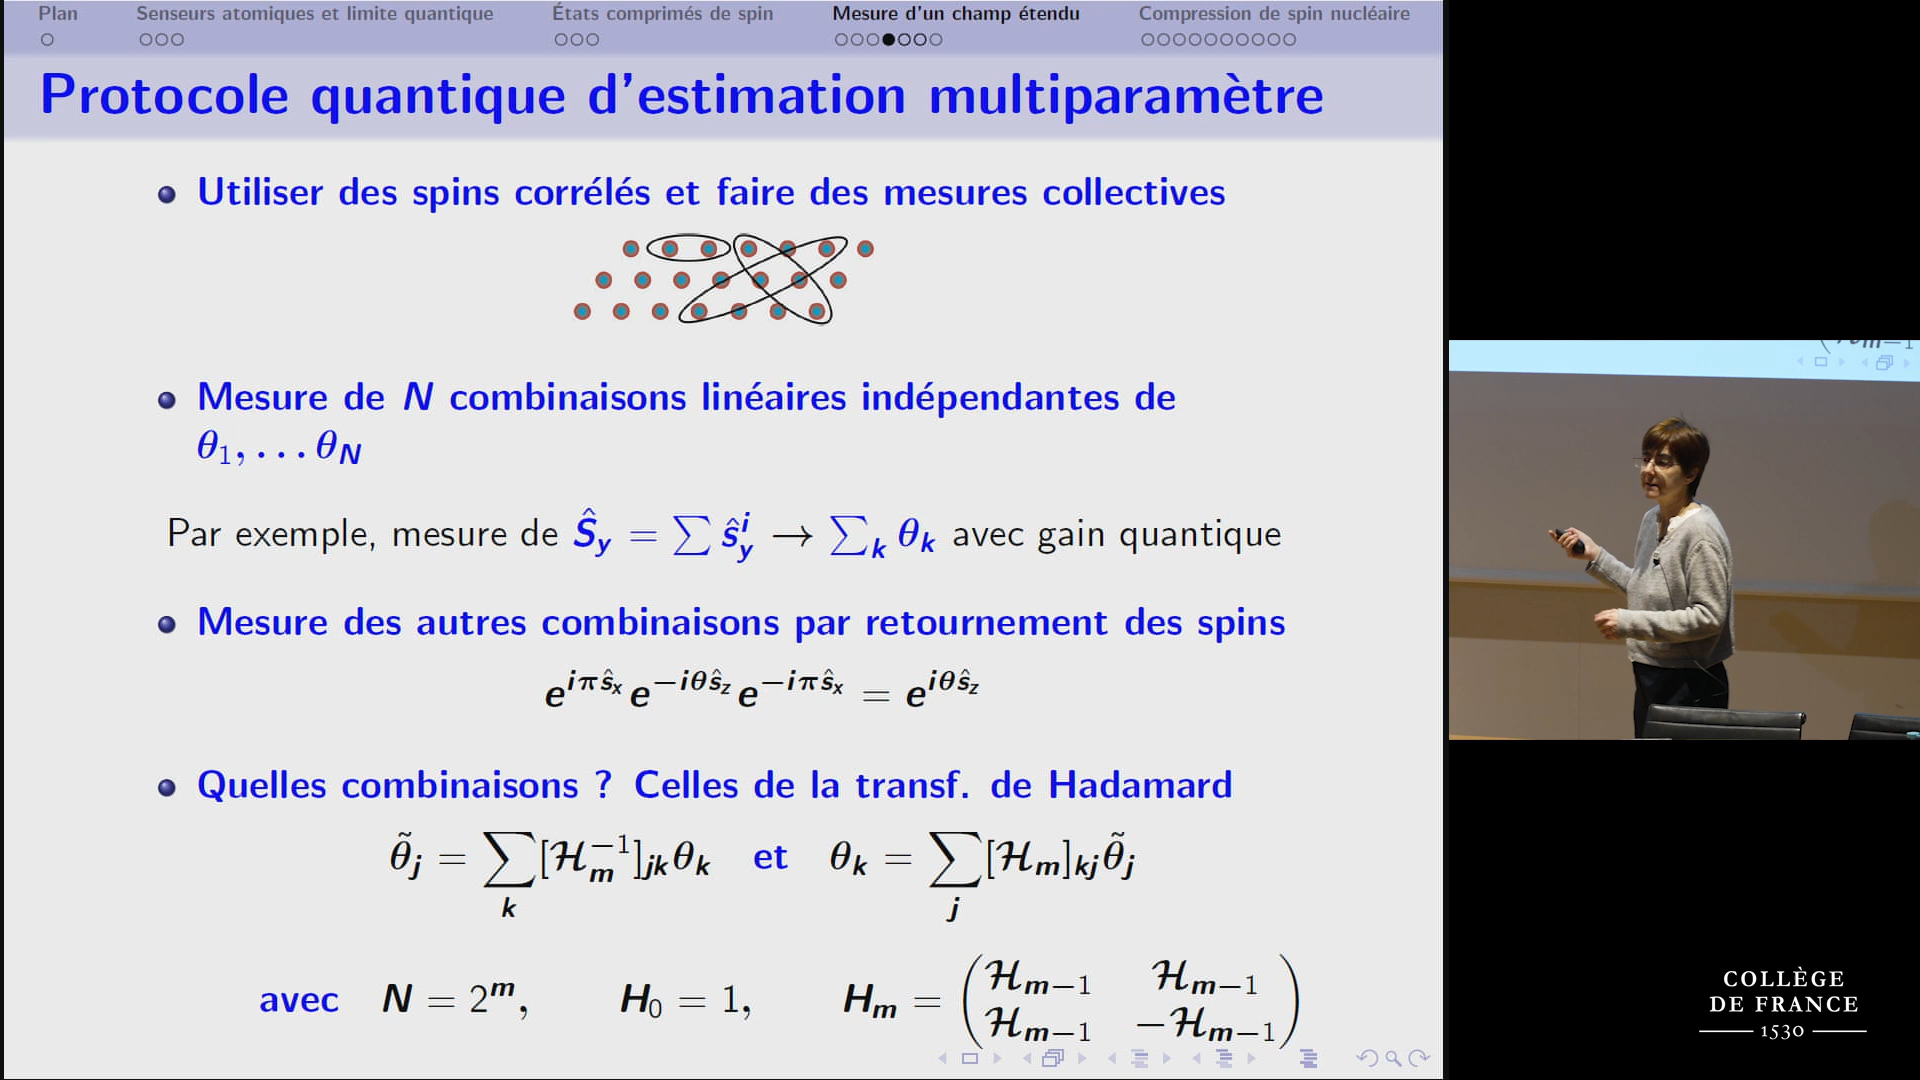 Plan Senseurs atomiques et limite quantique États comprimés de spin Mesure d'un champ étendu Compression de spin nucléaire
Protocole quantique d'estimation multiparamètre
Utiliser des spins corrélés et faire des mesures collectives
Mesure de N combinaisons linéaires indépendantes de
θ₁, … θ_N
Par exemple, mesure de Ŝ_y = ∑ ŝ_y^i → ∑_k θ_k avec gain quantique
Mesure des autres combinaisons par retournement des spins
e^{iπŝ_x} e^{−iθŝ_z} e^{−iπŝ_x} = e^{iθŝ_z}
Quelles combinaisons ? Celles de la transf. de Hadamard
θ̃_j = ∑_k [ℋ_m^{−1}]_{jk} θ_k et θ_k = ∑_j [ℋ_m]_{kj} θ̃_j
avec N = 2^m, H₀ = 1, H_m = (ℋ_{m−1} ℋ_{m−1}
ℋ_{m−1} −ℋ_{m−1})
COLLÈGE
DE FRANCE
1530